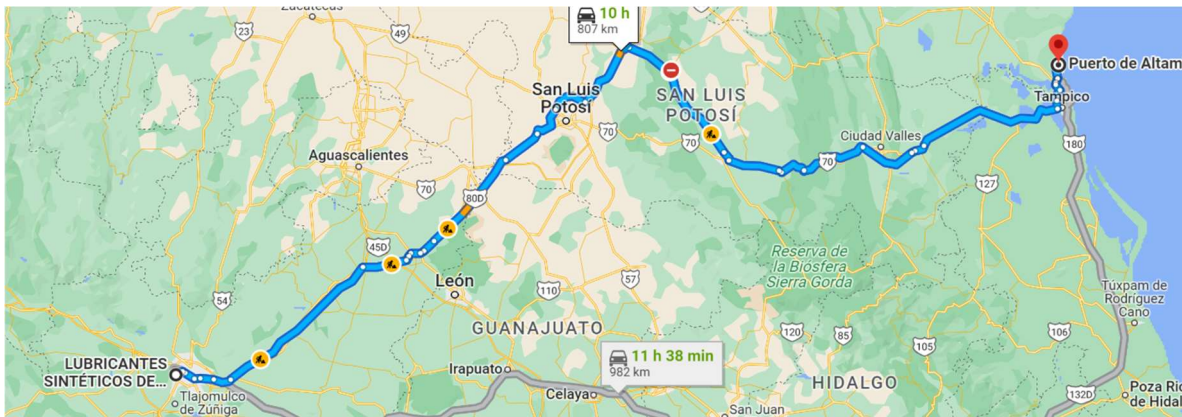 Zacatecas
10 h
807 km
23
49
Puerto de Altam
San Luis
Potosí
SAN LUIS
POTOSÍ
Tampico
70
Ciudad Valles
70
70
180
Aguascalientes
70
80D
127
45D
Reserva de
la Biósfera
Sierra Gorda
León
57
54
110
Túxpam de
Rodríguez
Cano
GUANAJUATO
120
85
106
LUBRICANTES
SINTÉTICOS DE...
11 h 38 min
982 km
105
Irapuato
HIDALGO
Tlajomulco
de Zúñiga
Celaya
132D
Poza Ric
de Hidal
San Juan